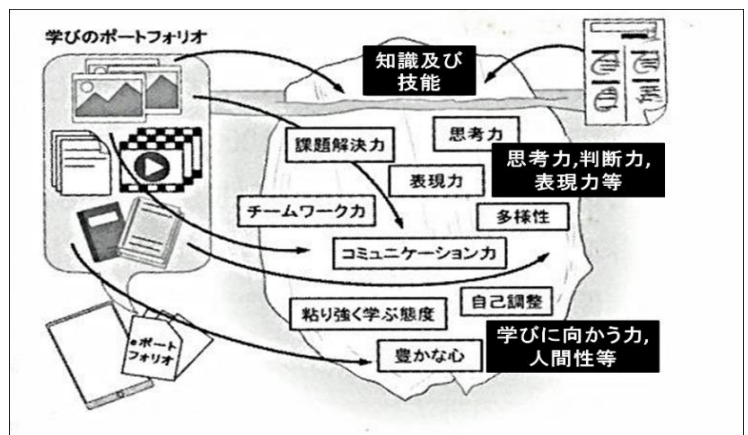 学びのポートフォリオ
知識及び
技能
課題解決力
思考力
思考力,判断力,
表現力等
表現力
チームワーク力
多様性
コミュニケーション力
粘り強く学ぶ態度
自己調整
学びに向かう力,
人間性等
豊かな心
eポート
フォリオ